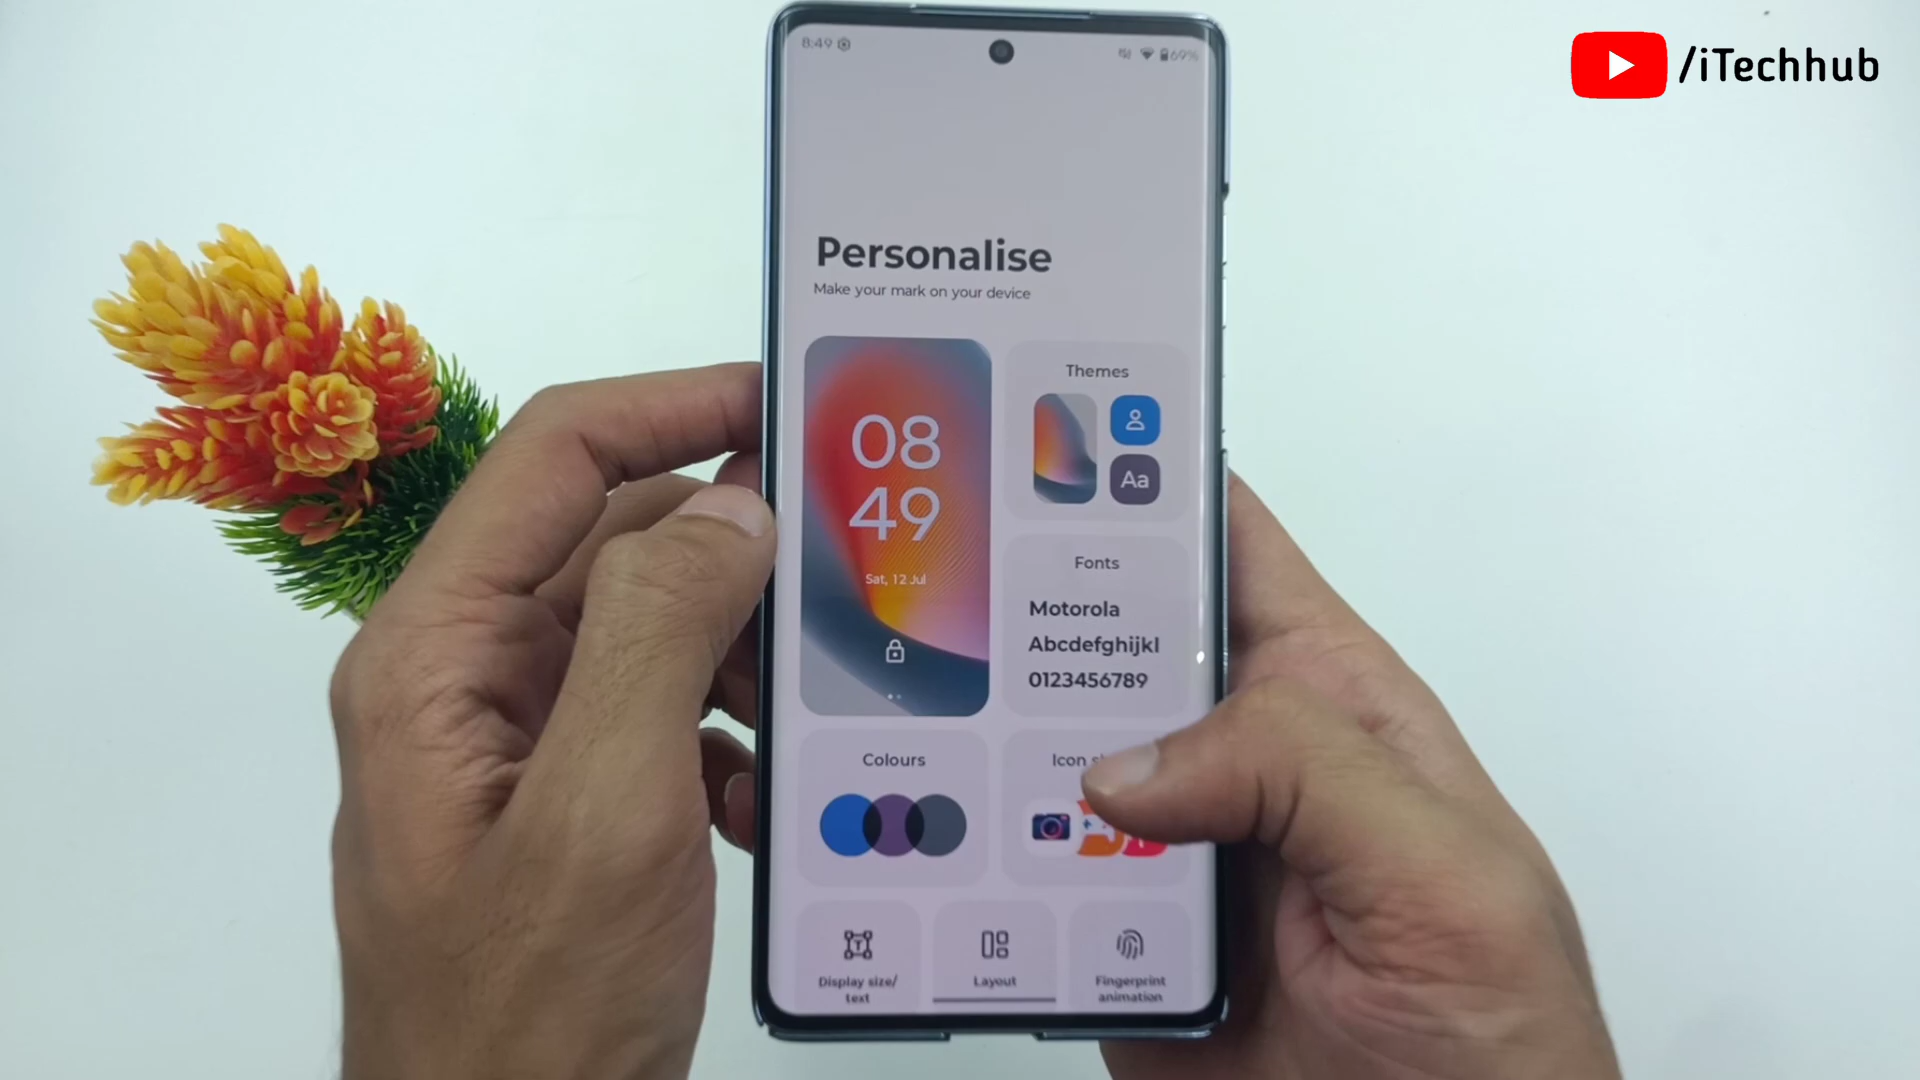 /iTechhub
8:49
69%
Personalise
Make your mark on your device
08
49
Sat, 12 Jul
Themes
Aa
Fonts
Motorola
Abcdefghijkl
0123456789
Colours
Icon
Display size/
text
Layout
Fingerprint
animation